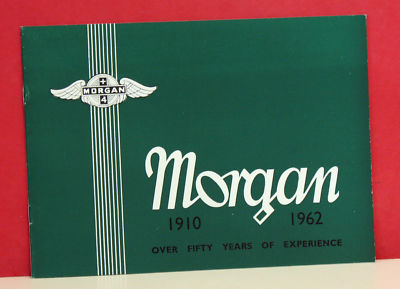 +
MORGAN
4
Morgan
1910 1962
OVER FIFTY YEARS OF EXPERIENCE